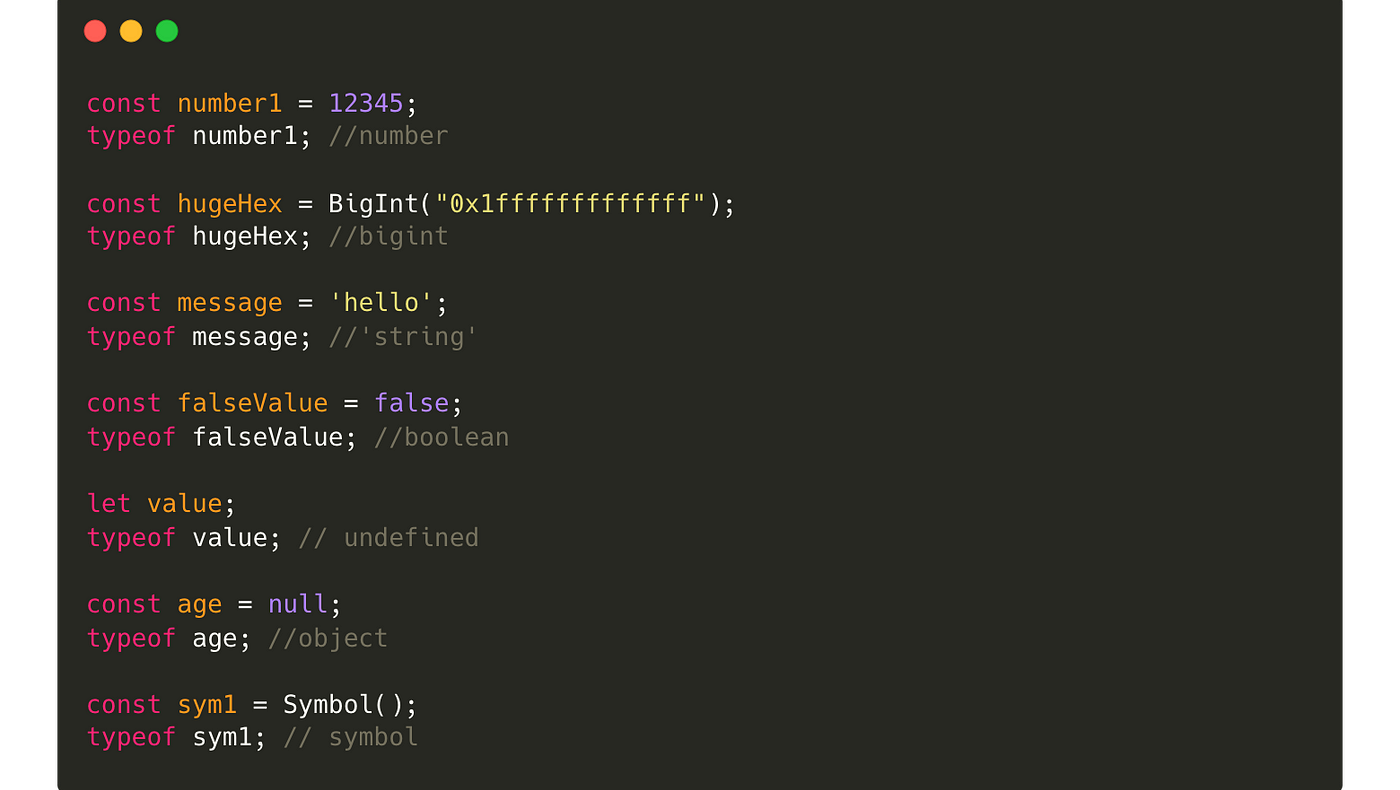 const number1 = 12345;
typeof number1; //number
const hugeHex = BigInt("0x1fffffffffffff");
typeof hugeHex; //bigint
const message = 'hello';
typeof message; //'string'
const falseValue = false;
typeof falseValue; //boolean
let value;
typeof value; // undefined
const age = null;
typeof age; //object
const sym1 = Symbol();
typeof sym1; // symbol